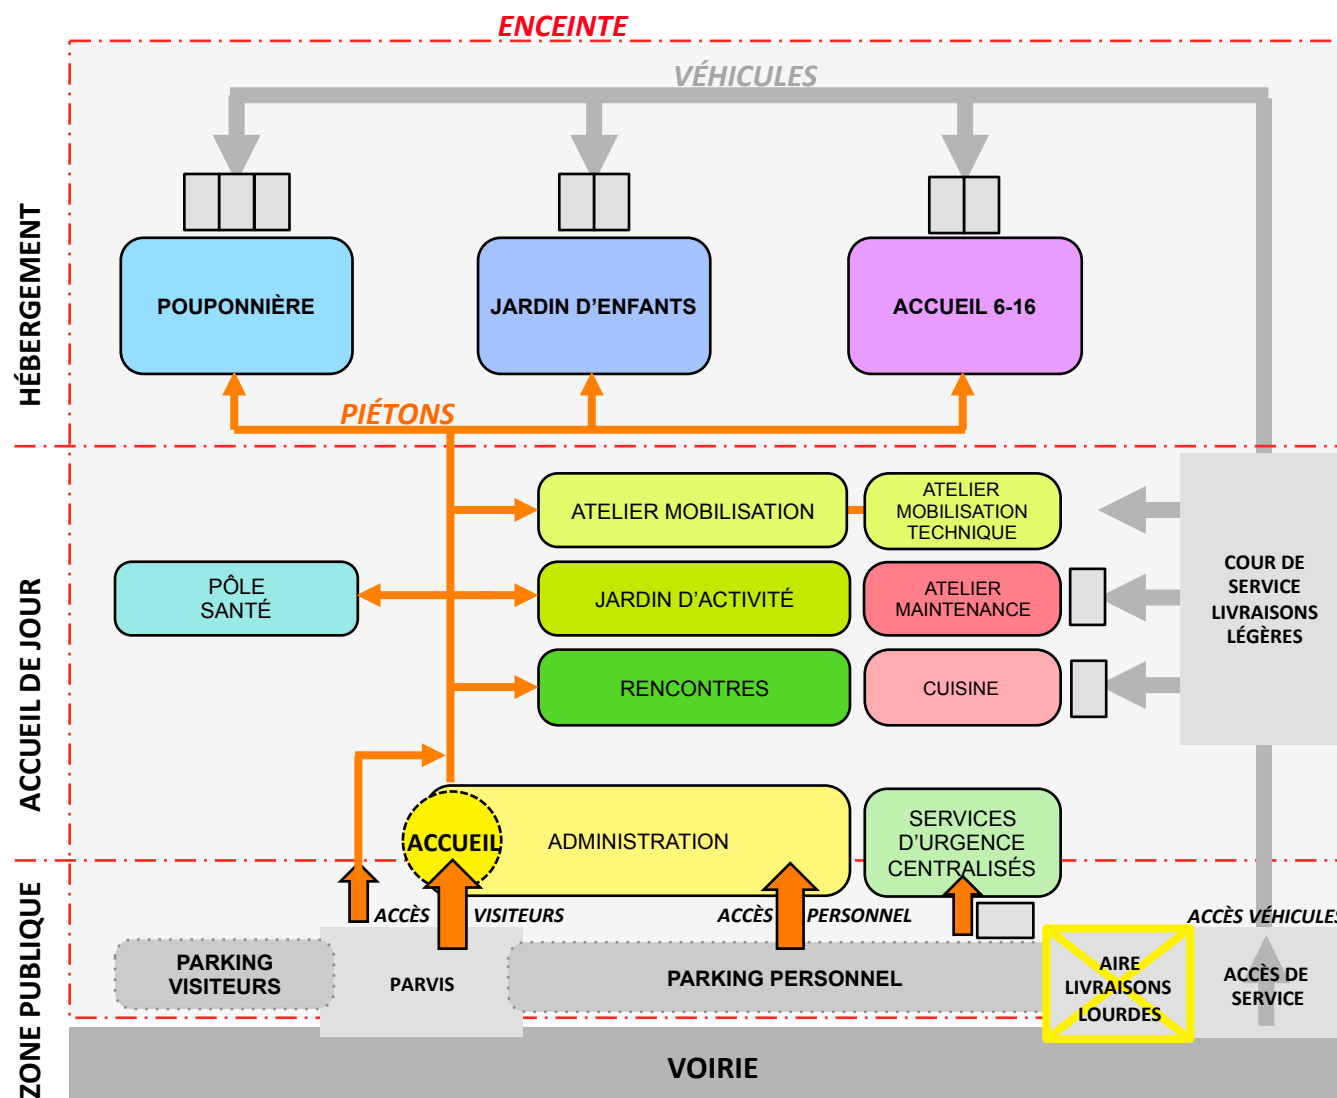 ENCEINTE
VÉHICULES
HÉBERGEMENT
POUPONNIÈRE
JARDIN D'ENFANTS
ACCUEIL 6-16
PIÉTONS
ACCUEIL DE JOUR
ATELIER MOBILISATION
ATELIER
MOBILISATION
TECHNIQUE
PÔLE
SANTÉ
JARDIN D'ACTIVITÉ
ATELIER
MAINTENANCE
COUR DE
SERVICE
LIVRAISONS
LÉGÈRES
RENCONTRES
CUISINE
ACCUEIL
ADMINISTRATION
SERVICES
D'URGENCE
CENTRALISÉS
ZONE PUBLIQUE
ACCÈS VISITEURS
ACCÈS PERSONNEL
ACCÈS VÉHICULES
PARKING
VISITEURS
PARVIS
PARKING PERSONNEL
AIRE
LIVRAISONS
LOURDES
ACCÈS DE
SERVICE
VOIRIE